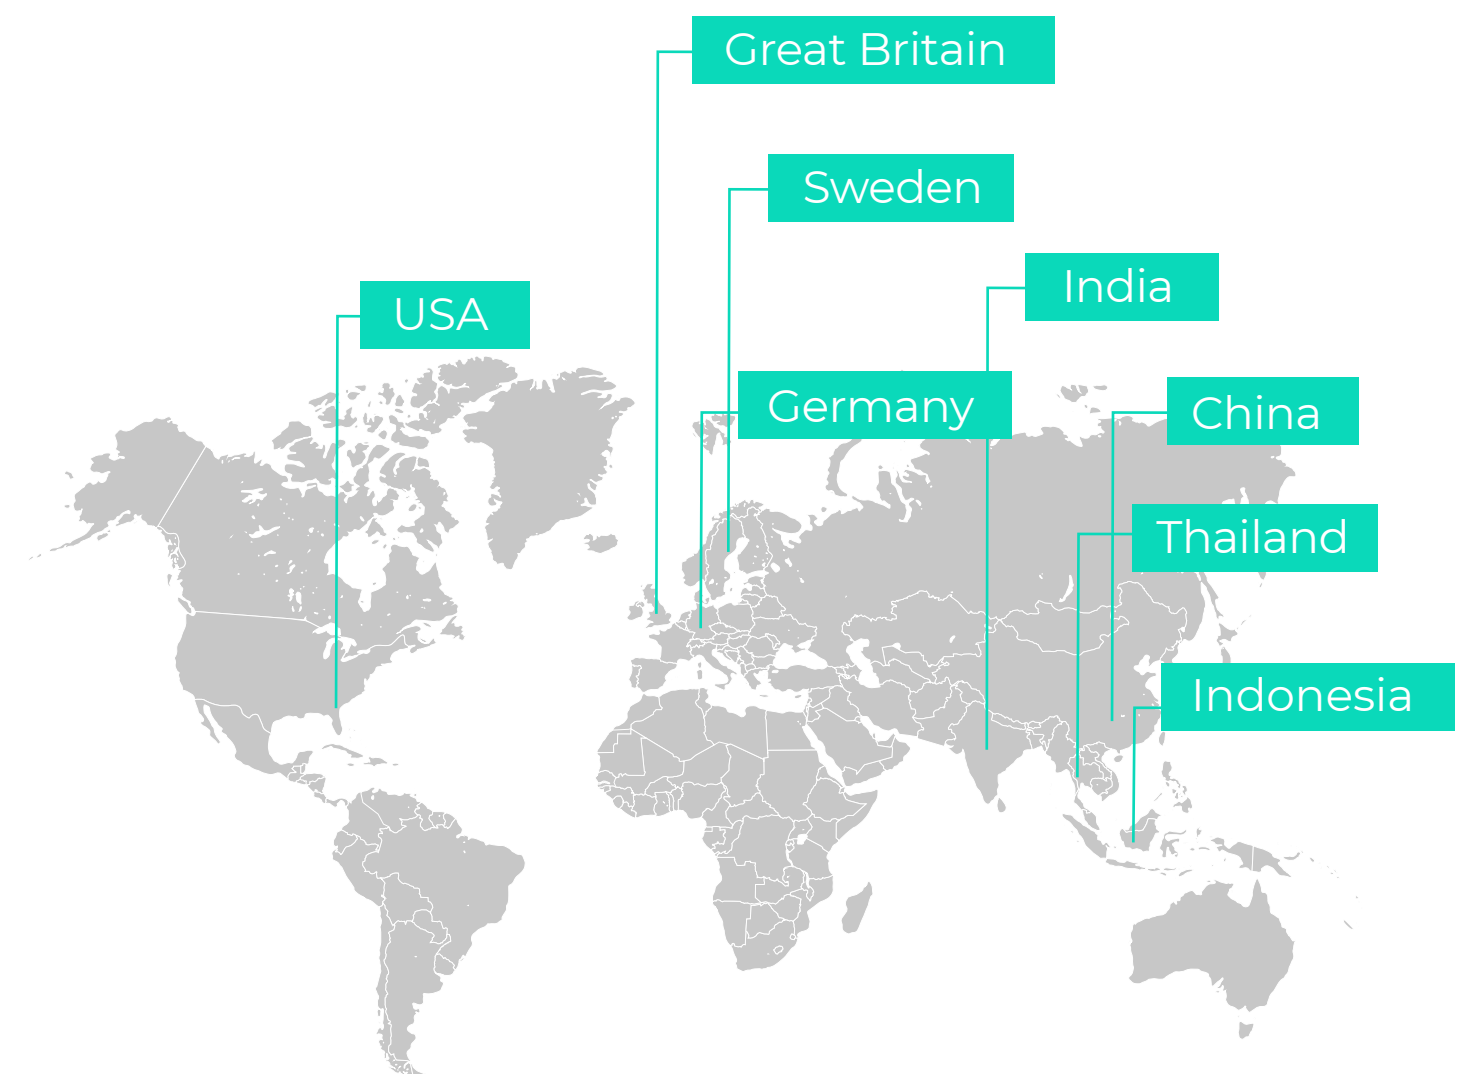 Great Britain
Sweden
India
USA
Germany
China
Thailand
Indonesia